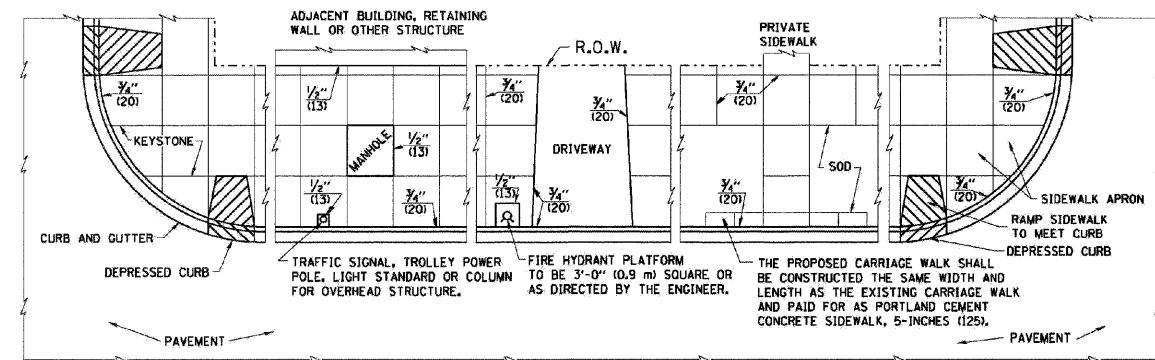 ADJACENT BUILDING, RETAINING
WALL OR OTHER STRUCTURE
R.O.W.
PRIVATE
SIDEWALK
3/4"
(20)
1/2"
(13)
3/4"
(20)
3/4"
(20)
3/4"
(20)
3/4"
(20)
KEYSTONE
MANHOLE
1/2"
(13)
DRIVEWAY
SOD
1/2"
(13)
3/4"
(20)
1/2"
(13)
3/4"
(20)
3/4"
(20)
3/4"
(20)
SIDEWALK APRON
RAMP SIDEWALK
TO MEET CURB
DEPRESSED CURB
CURB AND GUTTER
DEPRESSED CURB
TRAFFIC SIGNAL, TROLLEY POWER
POLE. LIGHT STANDARD OR COLUMN
FOR OVERHEAD STRUCTURE.
FIRE HYDRANT PLATFORM
TO BE 3'-0" (0.9 m) SQUARE OR
AS DIRECTED BY THE ENGINEER.
THE PROPOSED CARRIAGE WALK SHALL
BE CONSTRUCTED THE SAME WIDTH AND
LENGTH AS THE EXISTING CARRIAGE WALK
AND PAID FOR AS PORTLAND CEMENT
CONCRETE SIDEWALK, 5-INCHES (125).
PAVEMENT
PAVEMENT